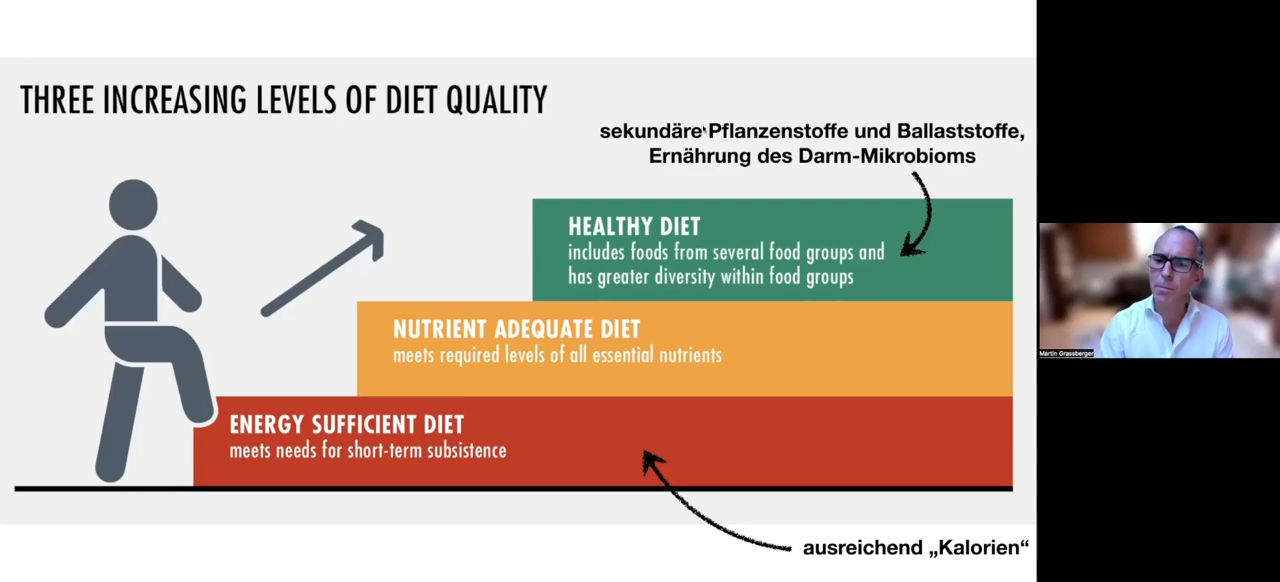 THREE INCREASING LEVELS OF DIET QUALITY
sekundäre Pflanzenstoffe und Ballaststoffe,
Ernährung des Darm-Mikrobioms
HEALTHY DIET
includes foods from several food groups and
has greater diversity within food groups
NUTRIENT ADEQUATE DIET
meets required levels of all essential nutrients
ENERGY SUFFICIENT DIET
meets needs for short-term subsistence
ausreichend „Kalorien“
Martin Grassberger